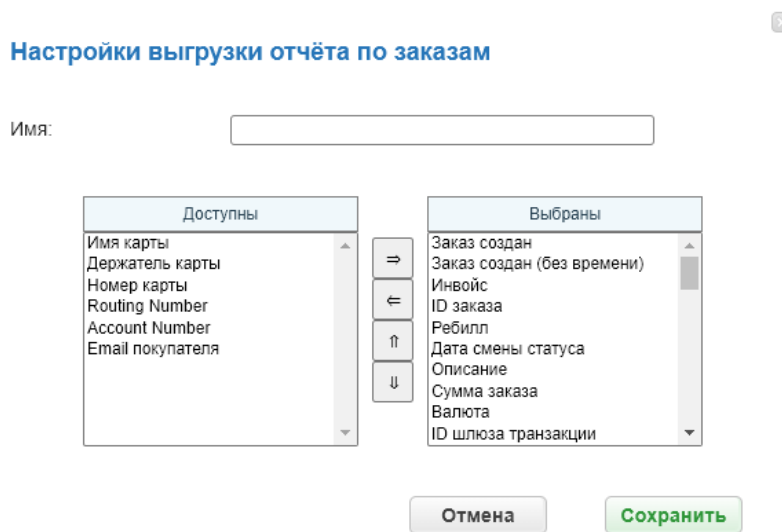 Настройки выгрузки отчёта по заказам
Имя:
Доступны
Имя карты
Держатель карты
Номер карты
Routing Number
Account Number
Email покупателя
⇒
⇐
⇑
⇓
Выбраны
Заказ создан
Заказ создан (без времени)
Инвойс
ID заказа
Ребилл
Дата смены статуса
Описание
Сумма заказа
Валюта
ID шлюза транзакции
Отмена
Сохранить